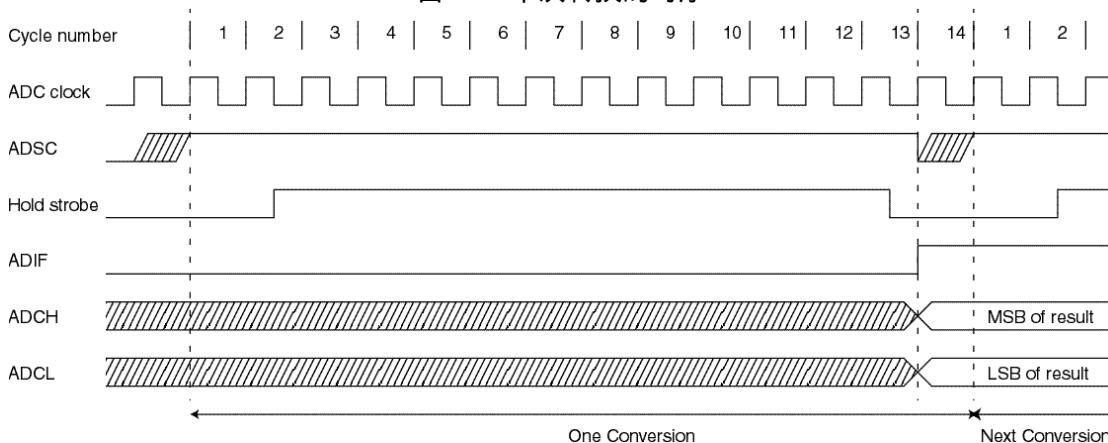 Cycle number 1 2 3 4 5 6 7 8 9 10 11 12 13 14 1 2
ADC clock
ADSC
Hold strobe
ADIF
ADCH MSB of result
ADCL LSB of result
One Conversion Next Conversion